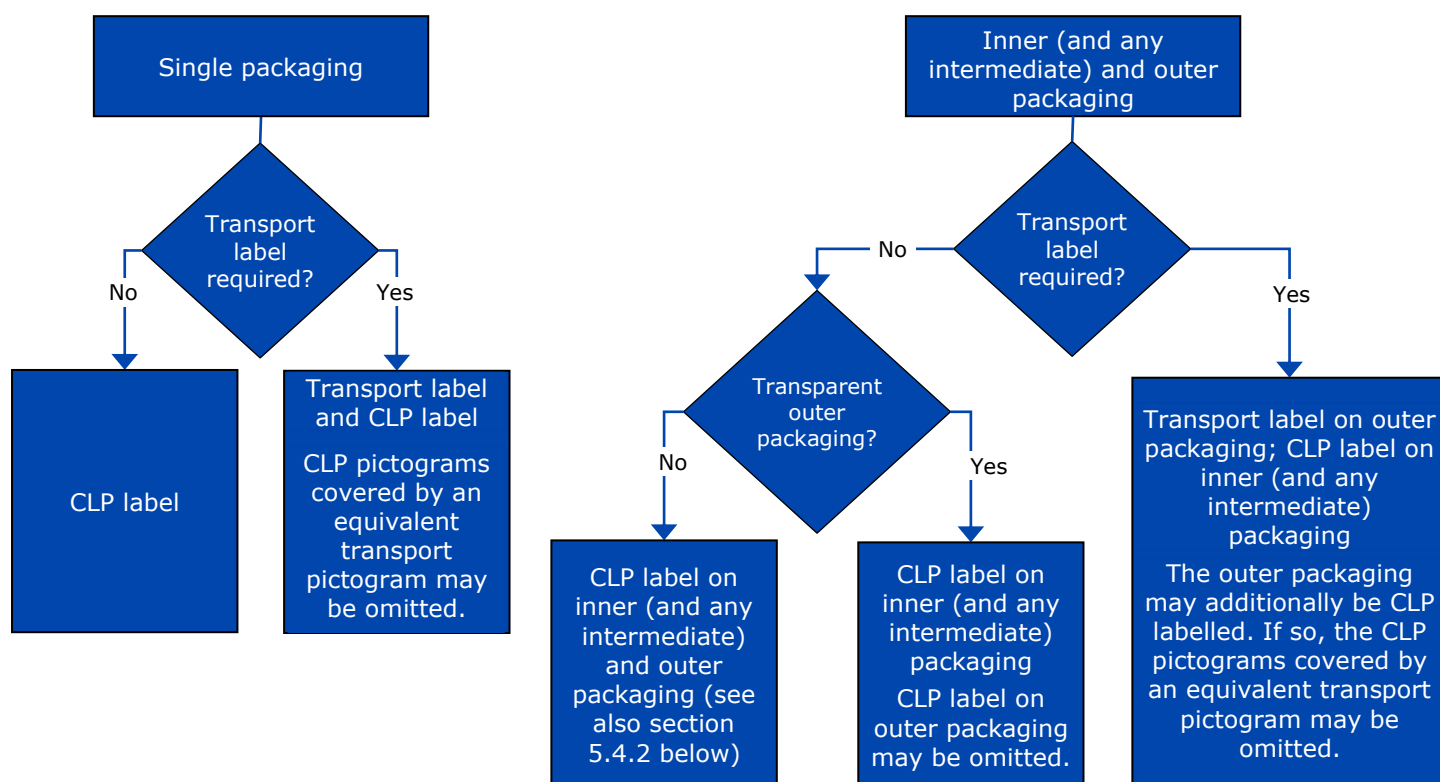 Single packaging
Transport
label
required?
No
Yes
CLP label
Transport label
and CLP label
CLP pictograms
covered by an
equivalent
transport
pictogram may
be omitted.
Inner (and any
intermediate) and outer
packaging
Transport
label
required?
No
Yes
Transparent
outer
packaging?
No
Yes
CLP label on
inner (and any
intermediate)
and outer
packaging (see
also section
5.4.2 below)
CLP label on
inner (and any
intermediate)
packaging
CLP label on
outer packaging
may be omitted.
Transport label on outer
packaging; CLP label on
inner (and any
intermediate)
packaging
The outer packaging
may additionally be CLP
labelled. If so, the CLP
pictograms covered by
an equivalent transport
pictogram may be
omitted.